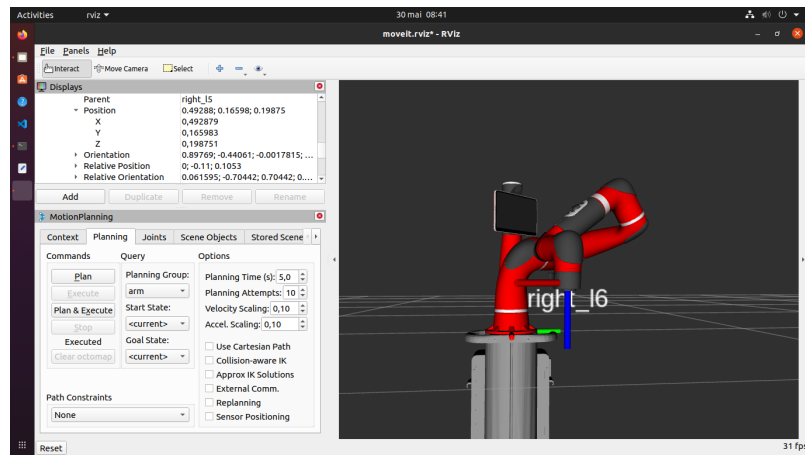 Activities rviz 30 mai 08:41
moveit.rviz* - RViz
File Panels Help
Interact Move Camera Select
Displays
Parent right_l5
Position 0.49288; 0.16598; 0.19875
X 0,492879
Y 0,165983
Z 0,198751
Orientation 0.89769; -0.44061; -0.0017815; ...
Relative Position 0; -0.11; 0.1053
Relative Orientation 0.061595; -0.70442; 0.70442; 0....
Add Duplicate Remove Rename
MotionPlanning
Context Planning Joints Scene Objects Stored Scene
Commands Query Options
Plan Planning Group: Planning Time (s): 5,0
Execute arm Planning Attempts: 10
Plan & Execute Start State: Velocity Scaling: 0,10
Stop <current> Accel. Scaling: 0,10
Executed Goal State: Use Cartesian Path
Clear octomap <current> Collision-aware IK
Approx IK Solutions
External Comm.
Path Constraints Replanning
None Sensor Positioning
right_l6
Reset 31 fps